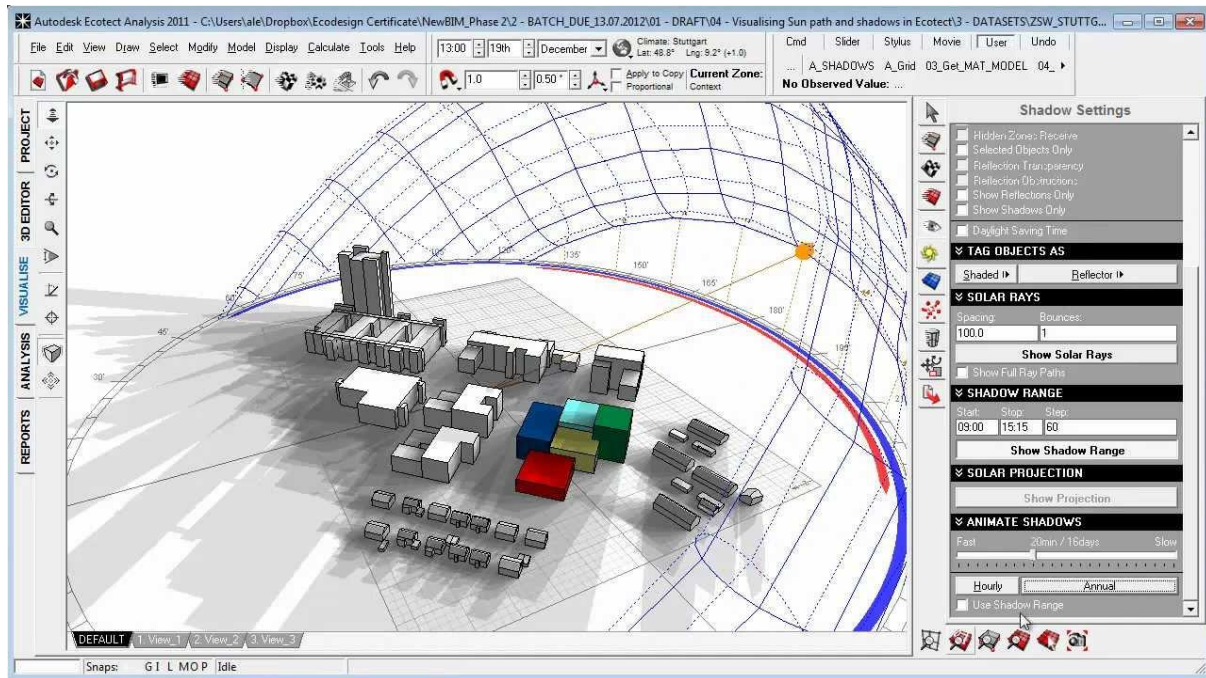 Autodesk Ecotect Analysis 2011 - C:\Users\ale\Dropbox\Ecodesign Certificate\NewBIM_Phase 2\2 - BATCH_DUE_13.07.2012\01 - DRAFT\04 - Visualising Sun path and shadows in Ecotect\3 - DATASETS\ZSW_STUTTG...
File Edit View Draw Select Modify Model Display Calculate Tools Help
13:00 19th December Climate: Stuttgart
Lat: 48.8° Lng: 9.2° (+1.0)
Cmd Slider Stylus Movie User Undo
... A_SHADOWS A_Grid 03_Get_MAT_MODEL 04_
1.0 0.50 ° Apply to Copy Current Zone:
Proportional Context
No Observed Value: ...
PROJECT
3D EDITOR
VISUALISE
ANALYSIS
REPORTS
Shadow Settings
Hidden Zones Receive
Selected Objects Only
Reflection Transparency
Reflection Obstructions
Show Reflections Only
Show Shadows Only
Daylight Saving Time
TAG OBJECTS AS
Shaded Reflector
SOLAR RAYS
Spacing: Bounces:
100.0 1
Show Solar Rays
Show Full Ray Paths
SHADOW RANGE
Start: Stop: Step:
09:00 15:15 60
Show Shadow Range
SOLAR PROJECTION
Show Projection
ANIMATE SHADOWS
Fast 20min / 16days Slow
Hourly Annual
Use Shadow Range
30°
45°
75°
120°
135°
150°
165°
180°
195°
DEFAULT 1. View_1 2. View_2 3. View_3
Snaps: G I L M O P Idle